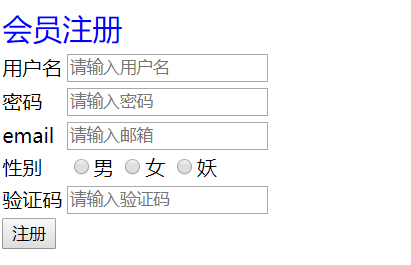 会员注册
用户名 请输入用户名
密码 请输入密码
email 请输入邮箱
性别 男 女 妖
验证码 请输入验证码
注册